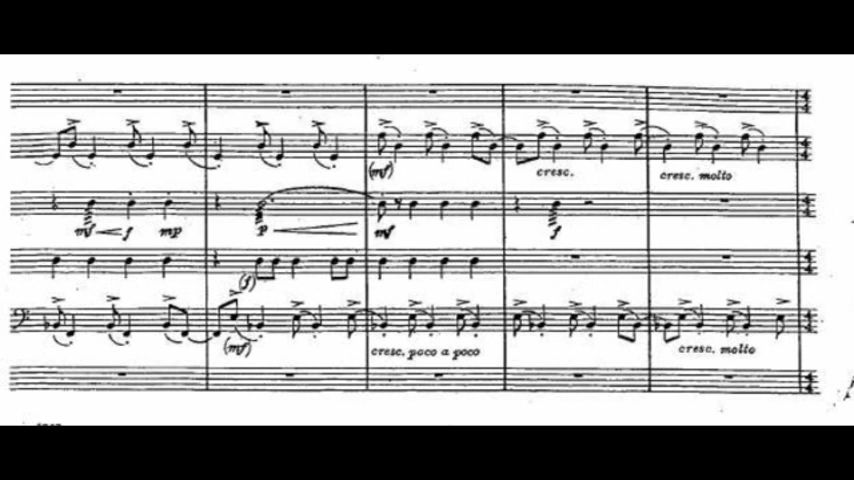 (mf) cresc. cresc. molto
mf f mp p mf f
(f)
(mf) cresc. poco a poco cresc. molto